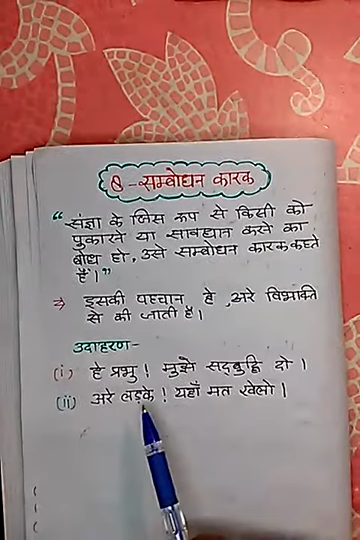 8 - सम्बोधन कारक
“संज्ञा के जिस रूप से किसी को
पुकारने या सावधान करने का
बोध हो, उसे सम्बोधन कारक कहते
हैं।”
→ इसकी पहचान हे, अरे विभक्ति
से की जाती है।
उदाहरण-
(i) हे प्रभु! मुझे सद्बुद्धि दो।
(ii) अरे लड़के! यहाँ मत खेलो।